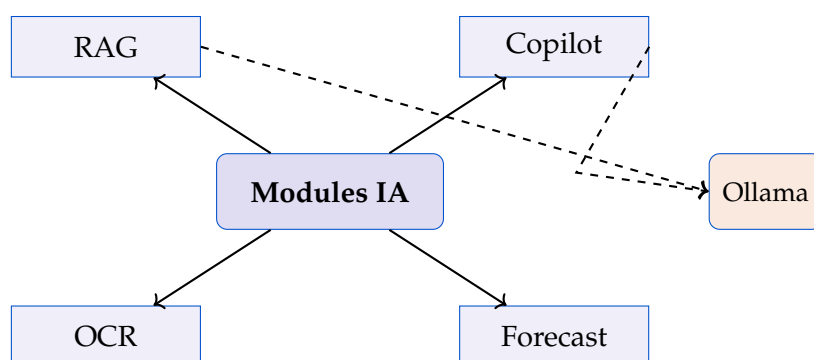 RAG
Copilot
Modules IA
Ollama
OCR
Forecast